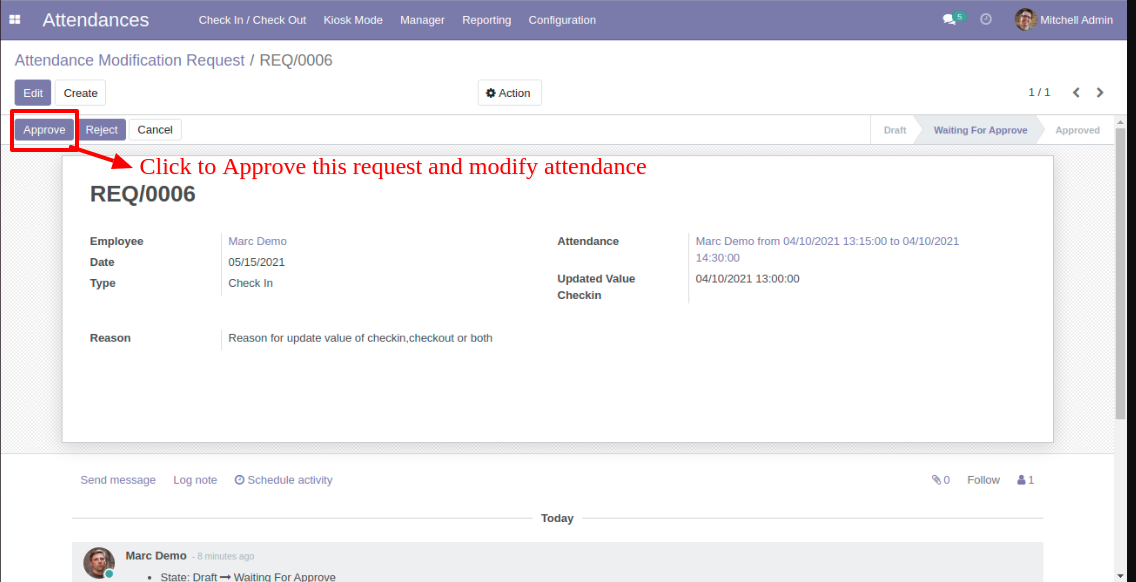 Attendances Check In / Check Out Kiosk Mode Manager Reporting Configuration 5 Mitchell Admin
Attendance Modification Request / REQ/0006
Edit Create Action 1 / 1
Approve Reject Cancel Draft Waiting For Approve Approved
Click to Approve this request and modify attendance
REQ/0006
Employee Marc Demo Attendance Marc Demo from 04/10/2021 13:15:00 to 04/10/2021
14:30:00
Date 05/15/2021
Type Check In Updated Value 04/10/2021 13:00:00
Checkin
Reason Reason for update value of checkin,checkout or both
Send message Log note Schedule activity 0 Follow 1
Today
Marc Demo - 8 minutes ago
• State: Draft → Waiting For Approve